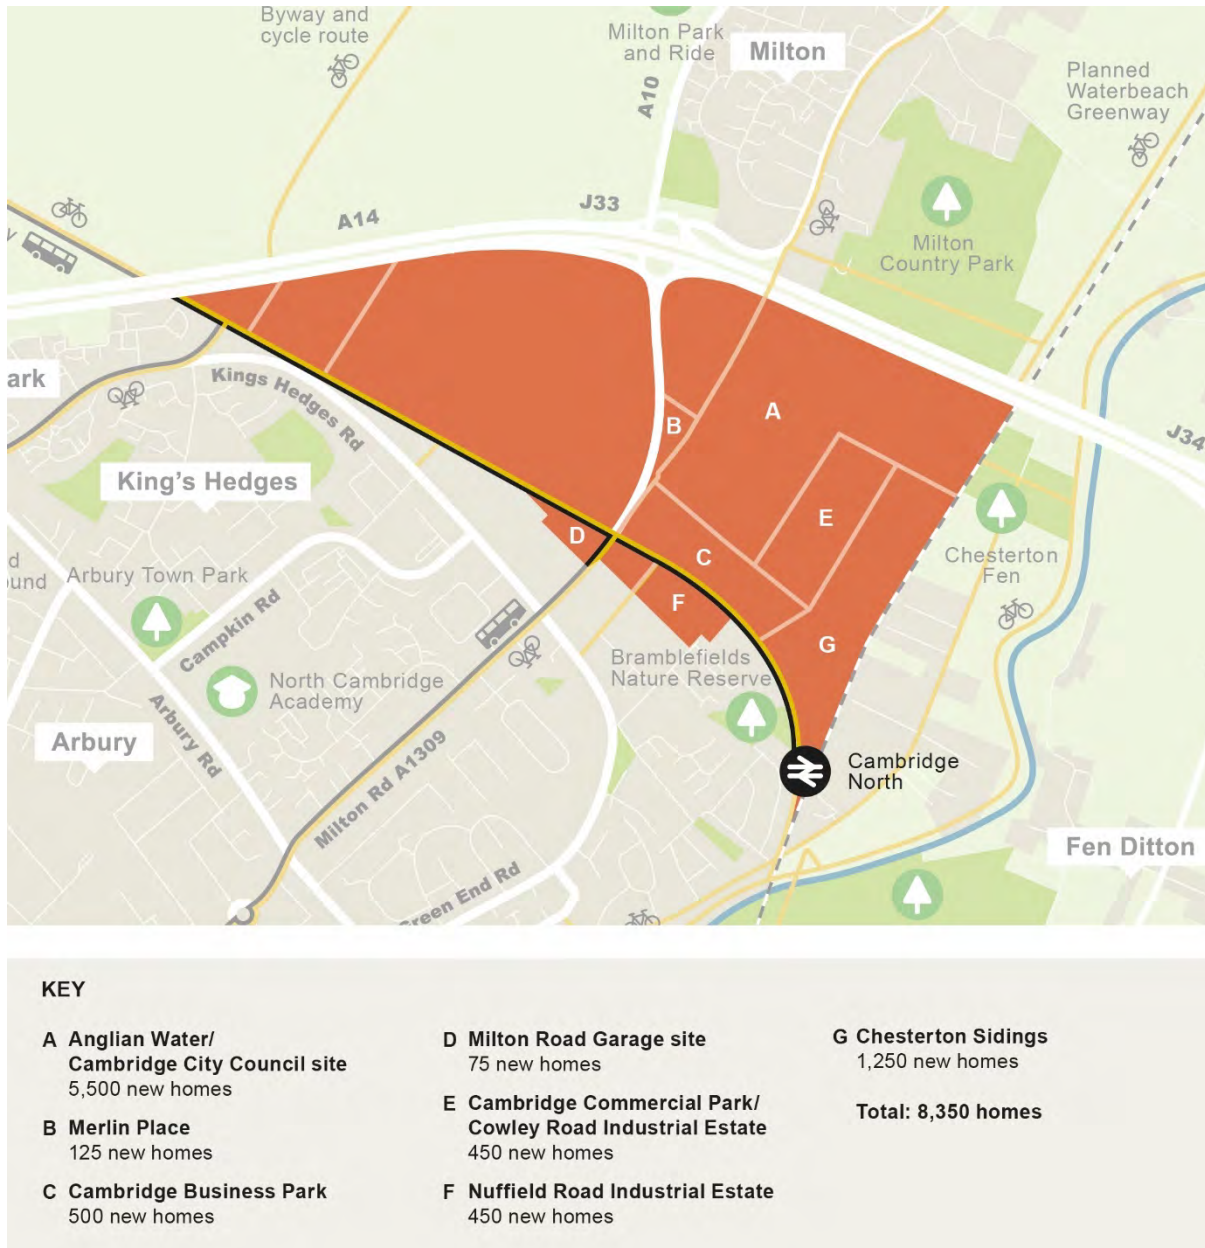 Byway and
cycle route
Milton Park
and Ride
Milton
A10
Planned
Waterbeach
Greenway
J33
A14
Milton
Country Park
ark
Kings Hedges Rd
B
A
J34
King's Hedges
E
D
C
Chesterton
Fen
Arbury Town Park
Campkin Rd
F
G
Bramblefields
Nature Reserve
North Cambridge
Academy
Arbury
Arbury Rd
Milton Rd A1309
Cambridge
North
Fen Ditton
Green End Rd
KEY
A Anglian Water/
Cambridge City Council site
5,500 new homes
B Merlin Place
125 new homes
C Cambridge Business Park
500 new homes
D Milton Road Garage site
75 new homes
E Cambridge Commercial Park/
Cowley Road Industrial Estate
450 new homes
F Nuffield Road Industrial Estate
450 new homes
G Chesterton Sidings
1,250 new homes
Total: 8,350 homes